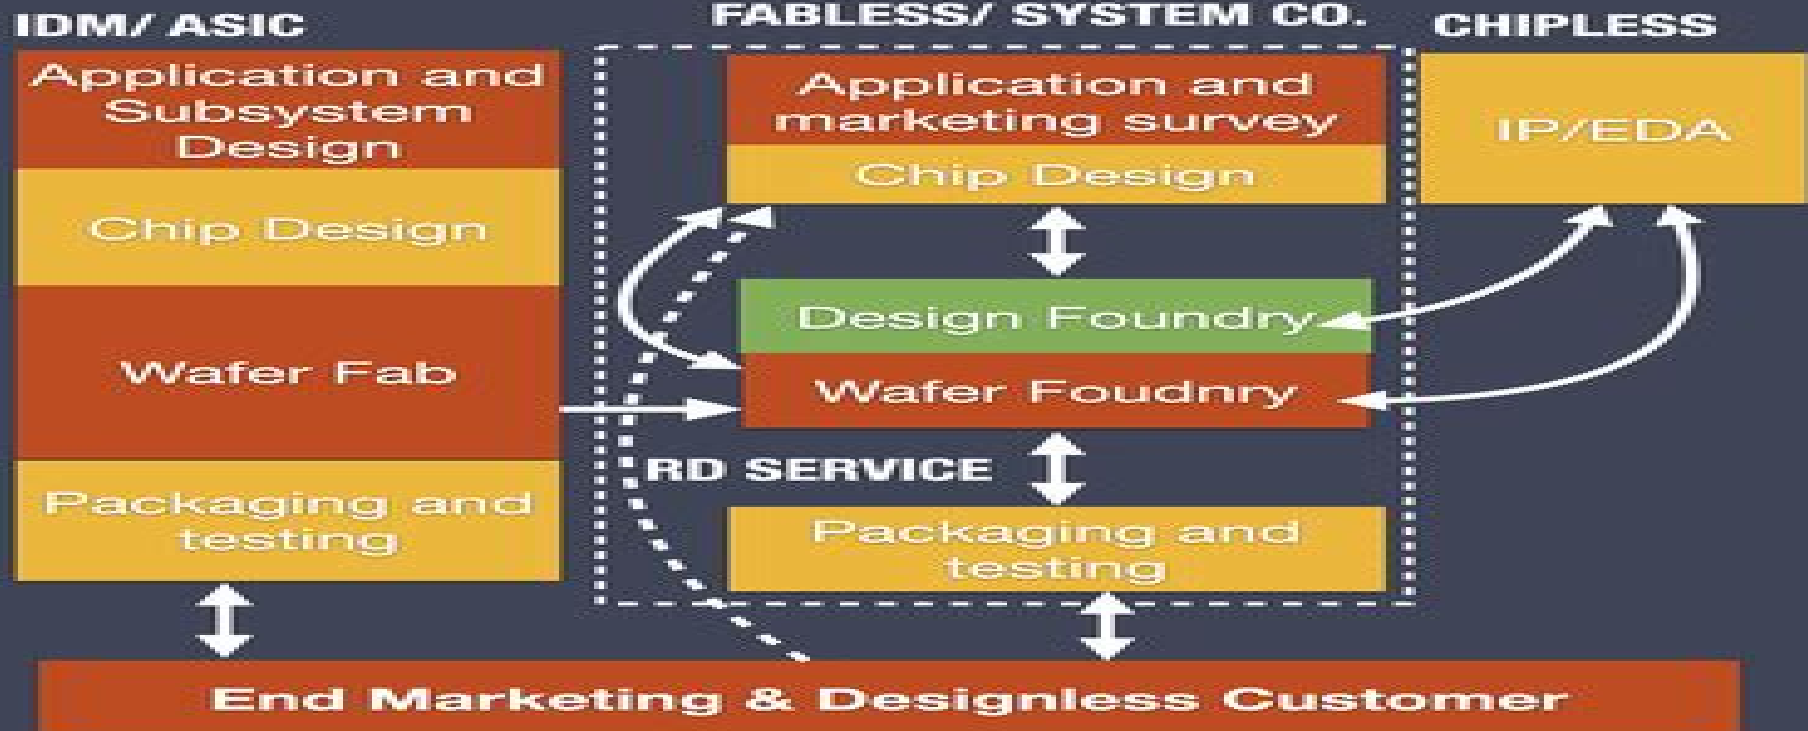 IDM/ ASIC
Application and
Subsystem
Design
Chip Design
Wafer Fab
Packaging and
testing
FABLESS/ SYSTEM CO.
Application and
marketing survey
Chip Design
Design Foundry
Wafer Foudnry
RD SERVICE
Packaging and
testing
CHIPLESS
IP/EDA
End Marketing & Designless Customer